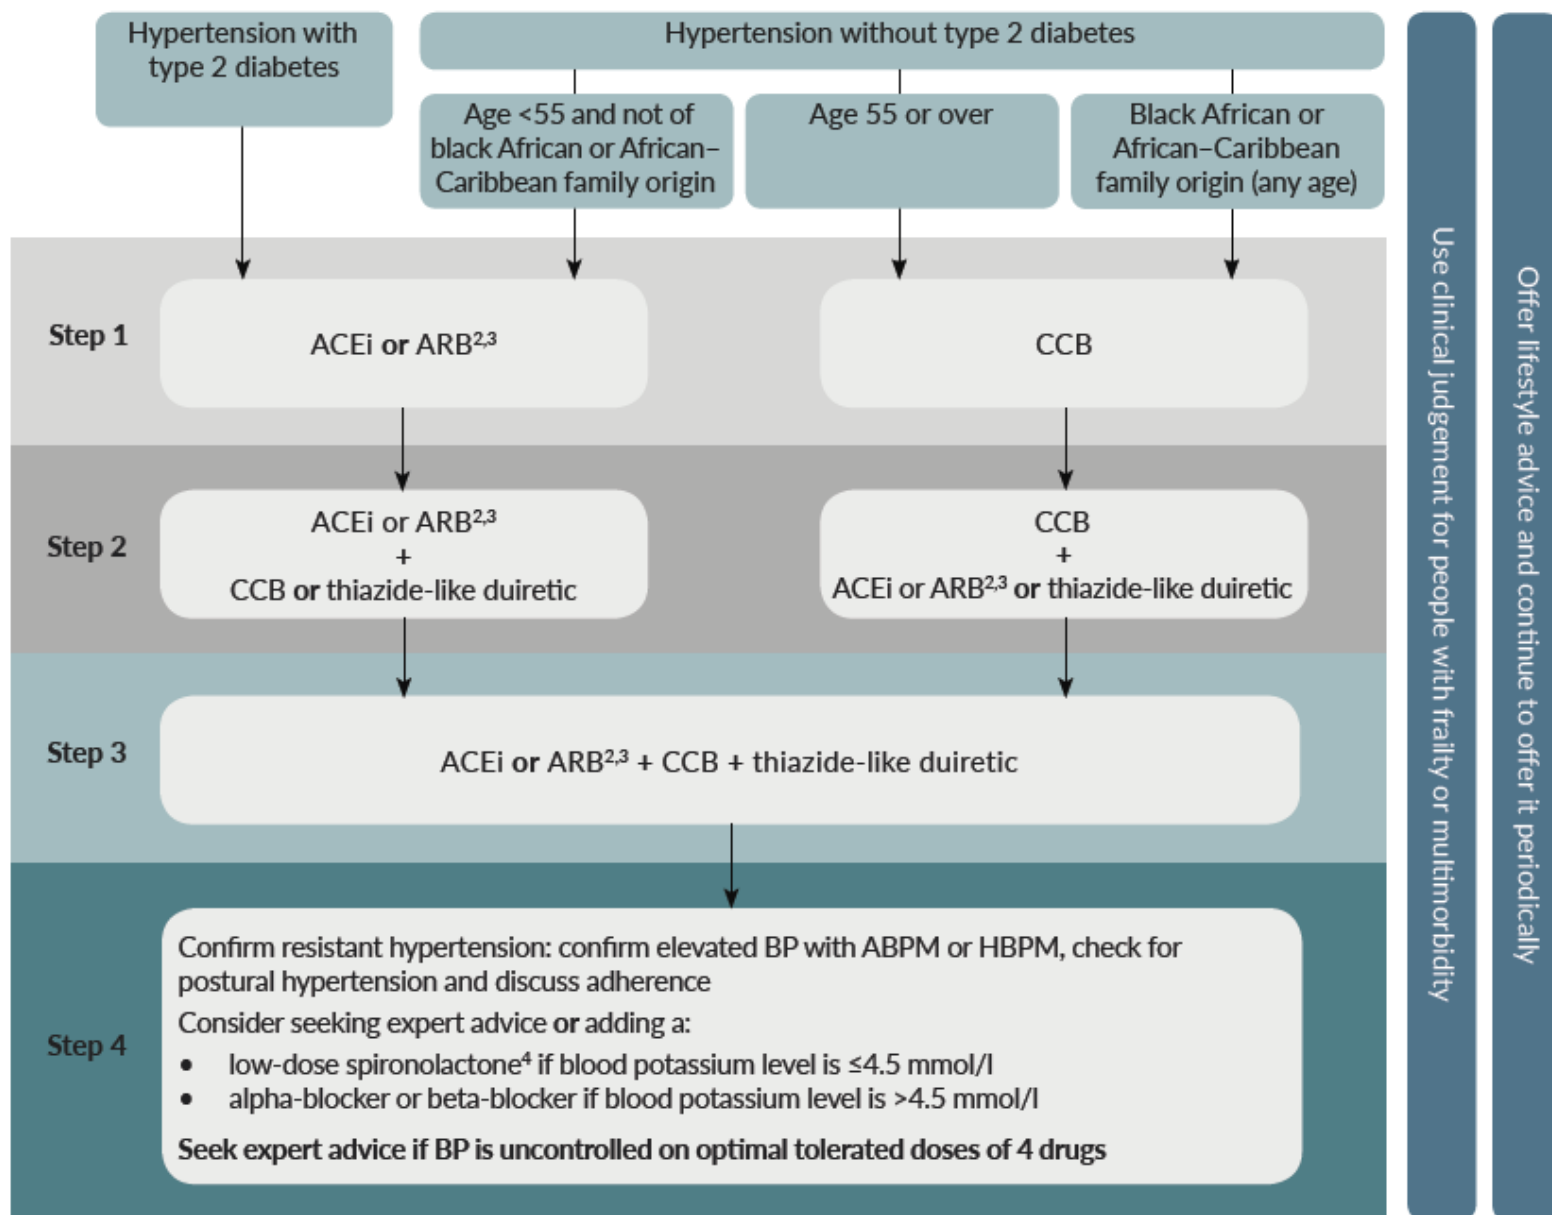 Hypertension with
type 2 diabetes
Hypertension without type 2 diabetes
Age <55 and not of
black African or African–
Caribbean family origin
Age 55 or over
Black African or
African–Caribbean
family origin (any age)
Step 1
ACEi or ARB²,³
CCB
Step 2
ACEi or ARB²,³
+
CCB or thiazide-like duiretic
CCB
+
ACEi or ARB²,³ or thiazide-like duiretic
Step 3
ACEi or ARB²,³ + CCB + thiazide-like duiretic
Step 4
Confirm resistant hypertension: confirm elevated BP with ABPM or HBPM, check for
postural hypertension and discuss adherence
Consider seeking expert advice or adding a:
• low-dose spironolactone⁴ if blood potassium level is ≤4.5 mmol/l
• alpha-blocker or beta-blocker if blood potassium level is >4.5 mmol/l
Seek expert advice if BP is uncontrolled on optimal tolerated doses of 4 drugs
Use clinical judgement for people with frailty or multimorbidity
Offer lifestyle advice and continue to offer it periodically